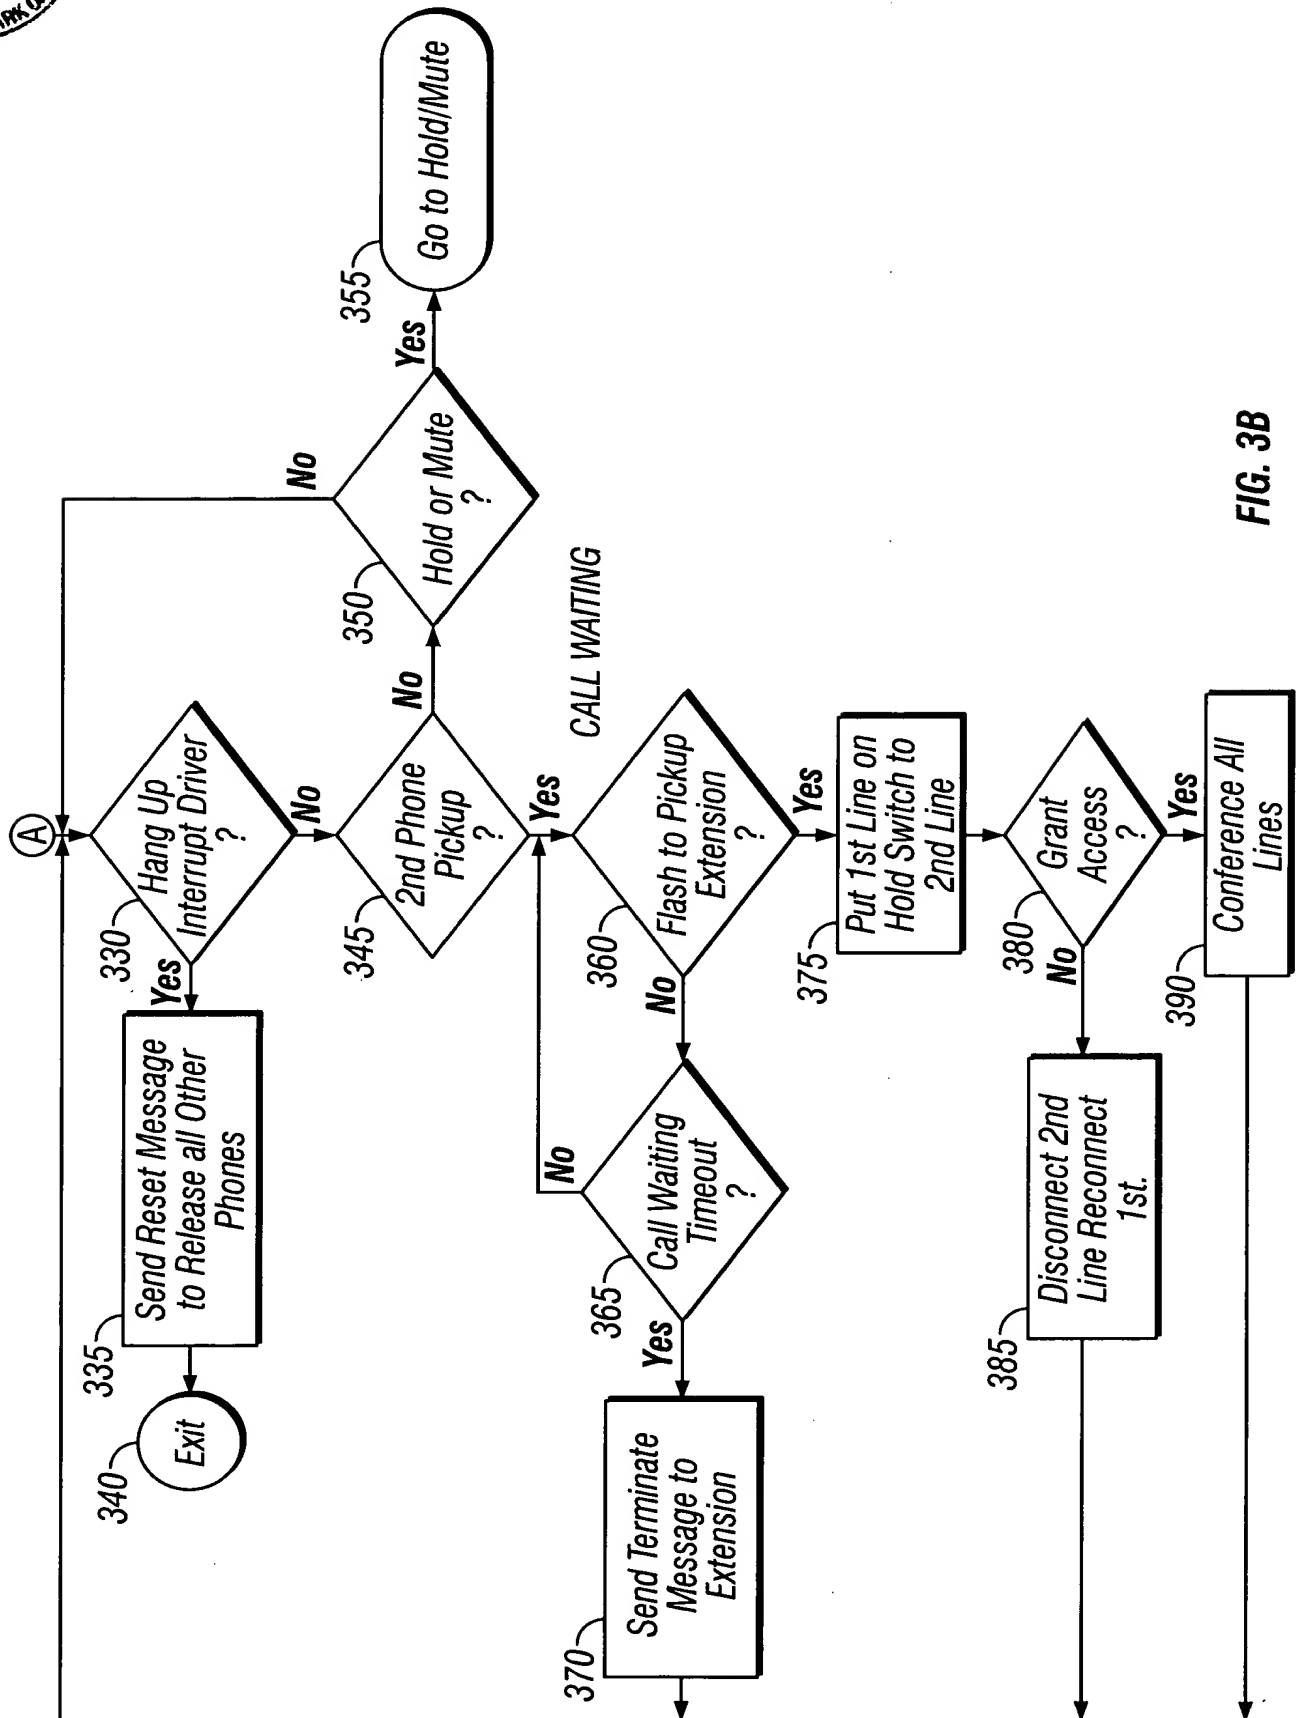 A
330
Hang Up
Interrupt Driver
?
Yes
No
335
Send Reset Message
to Release all Other
Phones
340
Exit
345
2nd Phone
Pickup
?
No
Yes
350
Hold or Mute
?
No
Yes
355
Go to Hold/Mute
CALL WAITING
360
Flash to Pickup
Extension
?
No
Yes
365
Call Waiting
Timeout
?
No
Yes
370
Send Terminate
Message to
Extension
375
Put 1st Line on
Hold Switch to
2nd Line
380
Grant
Access
?
No
Yes
385
Disconnect 2nd
Line Reconnect
1st.
390
Conference All
Lines
FIG. 3B